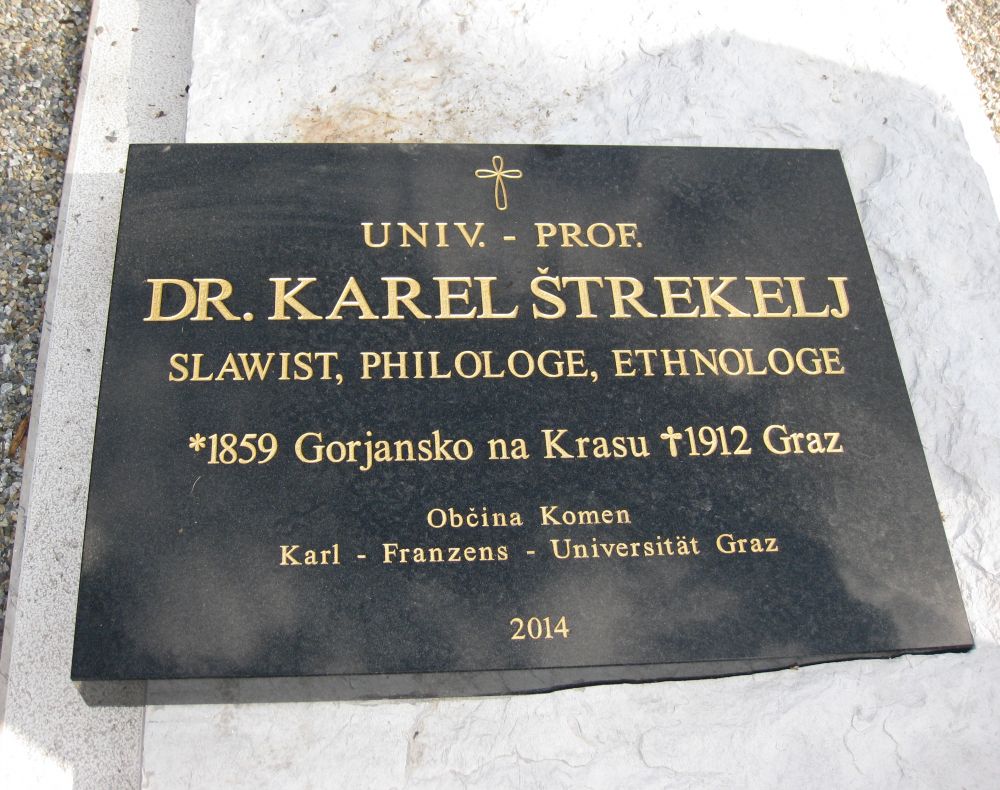 UNIV. - PROF.
DR. KAREL ŠTREKELJ
SLAWIST, PHILOLOGE, ETHNOLOGE
*1859 Gorjansko na Krasu †1912 Graz
Občina Komen
Karl - Franzens - Universität Graz
2014